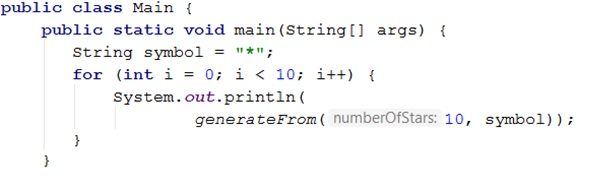 public class Main {
public static void main(String[] args) {
String symbol = "*";
for (int i = 0; i < 10; i++) {
System.out.println(
generateFrom( numberOfStars: 10, symbol));
}
}